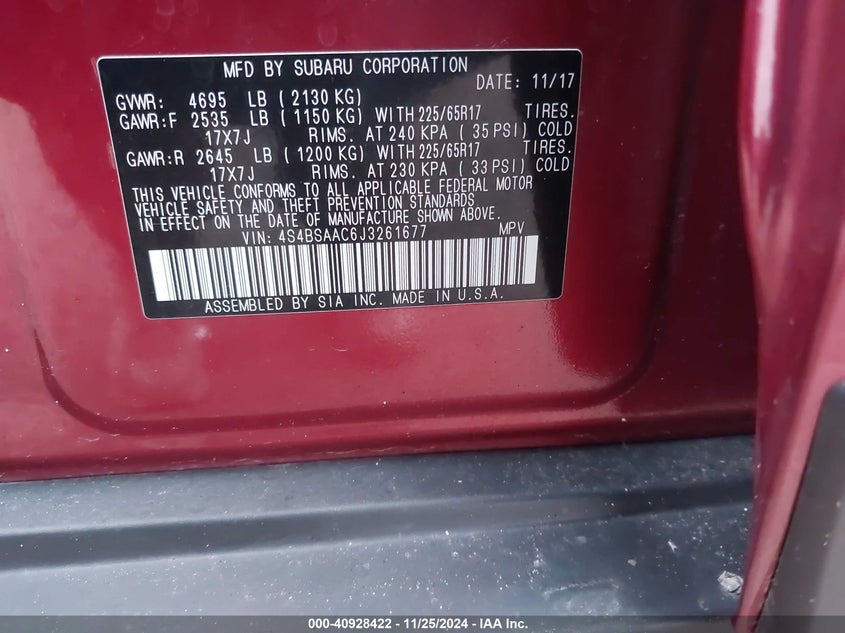 MFD BY SUBARU CORPORATION
DATE: 11/17
GVWR: 4695 LB (2130 KG)
GAWR:F 2535 LB (1150 KG) WITH 225/65R17 TIRES.
17X7J RIMS. AT 240 KPA (35 PSI) COLD
GAWR:R 2645 LB (1200 KG) WITH 225/65R17 TIRES.
17X7J RIMS. AT 230 KPA (33 PSI) COLD
THIS VEHICLE CONFORMS TO ALL APPLICABLE FEDERAL MOTOR
VEHICLE SAFETY AND THEFT PREVENTION STANDARDS
IN EFFECT ON THE DATE OF MANUFACTURE SHOWN ABOVE.
VIN: 4S4BSAAC6J3261677 MPV
ASSEMBLED BY SIA INC. MADE IN U.S.A.
000-40928422 - 11/25/2024 - IAA Inc.